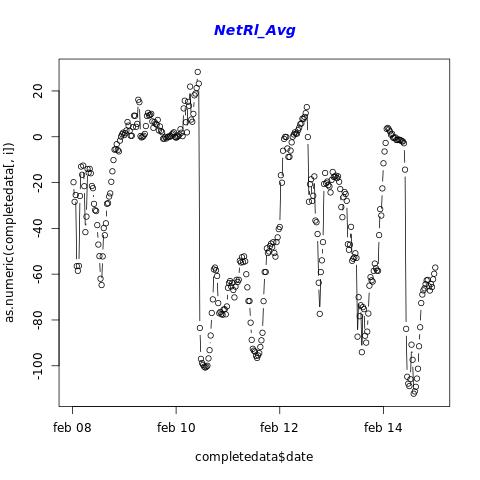 NetRl_Avg
as.numeric(completedata[, i])
20
0
-20
-40
-60
-80
-100
feb 08
feb 10
feb 12
feb 14
completedata$date